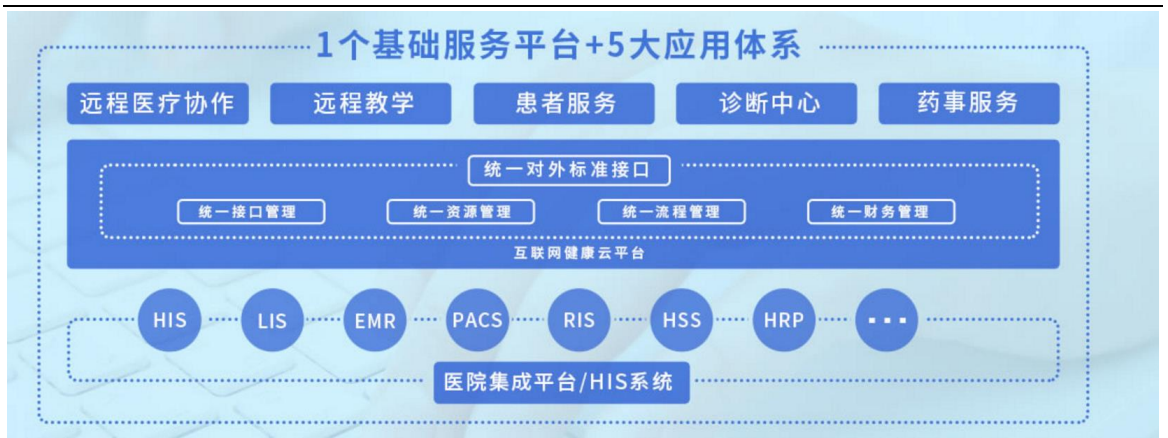 1个基础服务平台+5大应用体系
远程医疗协作 远程教学 患者服务 诊断中心 药事服务
统一对外标准接口
统一接口管理 统一资源管理 统一流程管理 统一财务管理
互联网健康云平台
HIS LIS EMR PACS RIS HSS HRP ...
医院集成平台/HIS系统